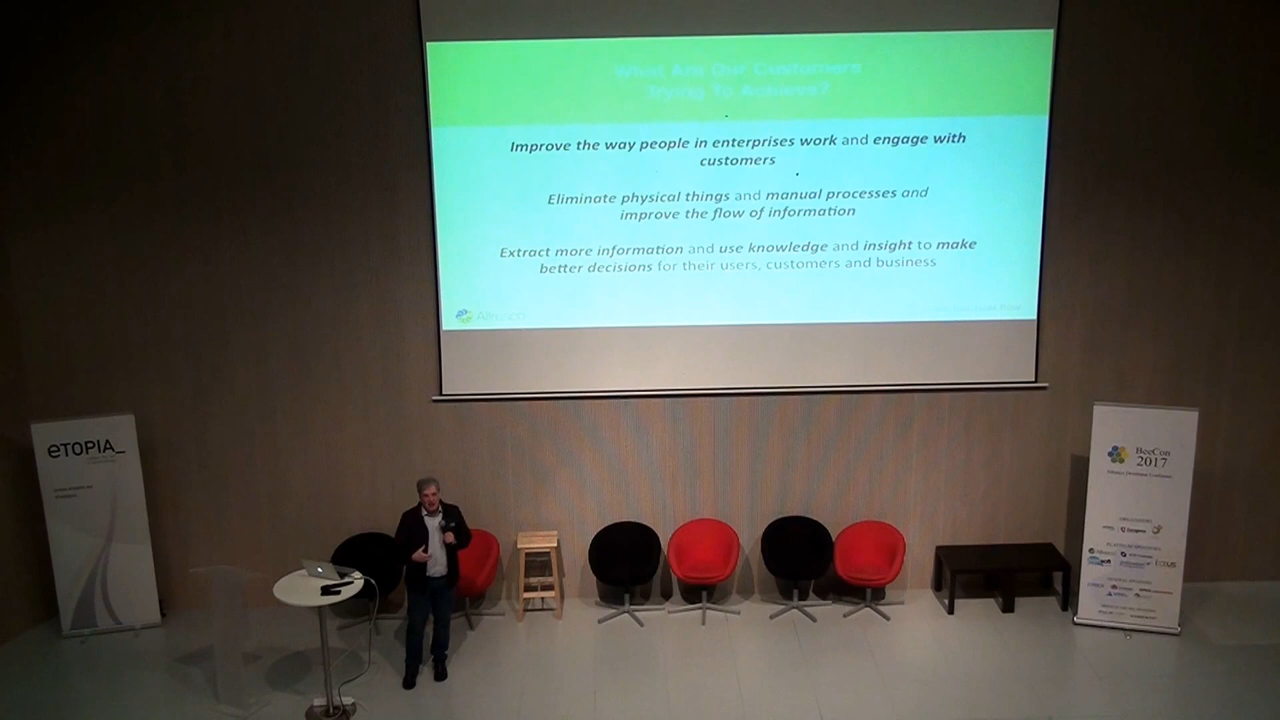 What Are Our Customers
Trying To Achieve?
Improve the way people in enterprises work and engage with
customers
Eliminate physical things and manual processes and
improve the flow of information
Extract more information and use knowledge and insight to make
better decisions for their users, customers and business
Alfresco
eTOPIA_
BeeCon
2017
Zaragoza
Alfresco